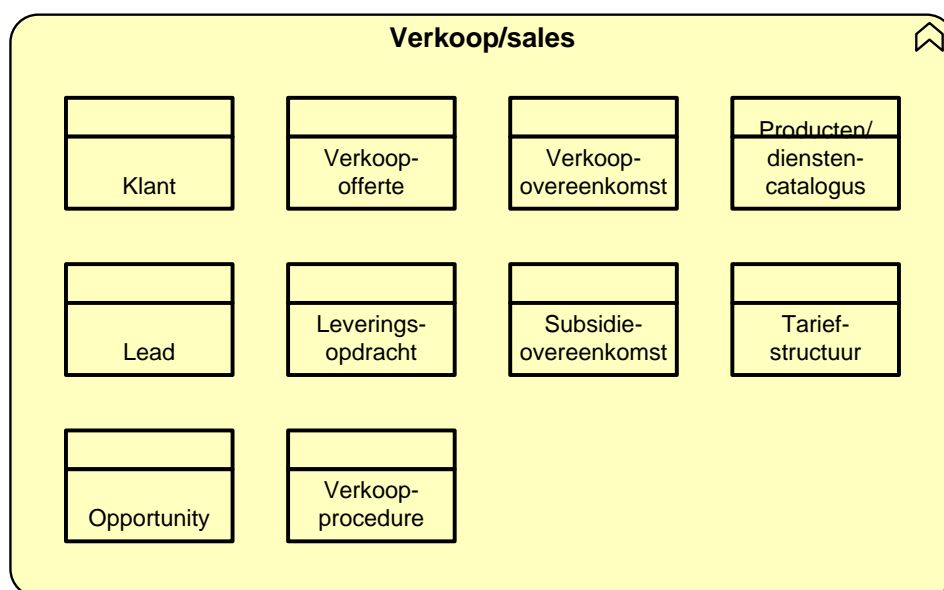 Verkoop/sales
Klant
Verkoop-
offerte
Verkoop-
overeenkomst
Producten/
diensten-
catalogus
Lead
Leverings-
opdracht
Subsidie-
overeenkomst
Tarief-
structuur
Opportunity
Verkoop-
procedure